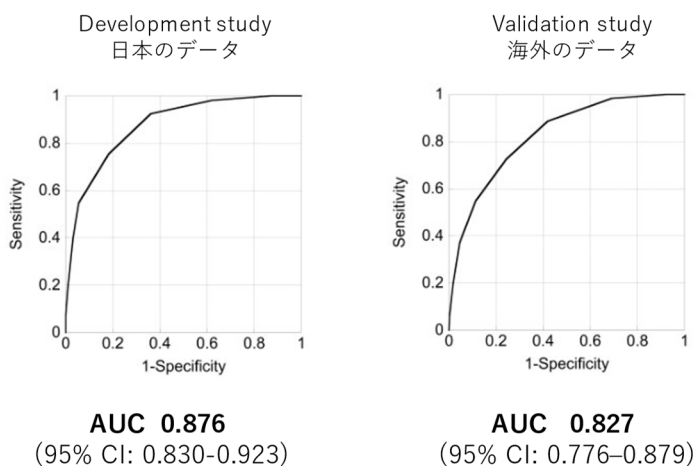 Development study
日本のデータ
1
0.8
0.6
0.4
0.2
0
0 0.2 0.4 0.6 0.8 1
Sensitivity
1-Specificity
AUC 0.876
(95% CI: 0.830-0.923)
Validation study
海外のデータ
1
0.8
0.6
0.4
0.2
0
0 0.2 0.4 0.6 0.8 1
Sensitivity
1-Specificity
AUC 0.827
(95% CI: 0.776–0.879)